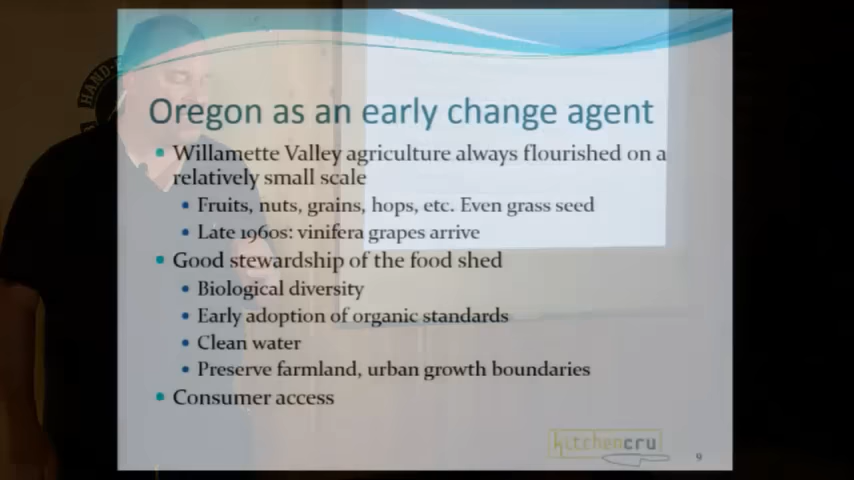 HAND-
Oregon as an early change agent
Willamette Valley agriculture always flourished on a
relatively small scale
Fruits, nuts, grains, hops, etc. Even grass seed
Late 1960s: vinifera grapes arrive
Good stewardship of the food shed
Biological diversity
Early adoption of organic standards
Clean water
Preserve farmland, urban growth boundaries
Consumer access
kitchencru
9